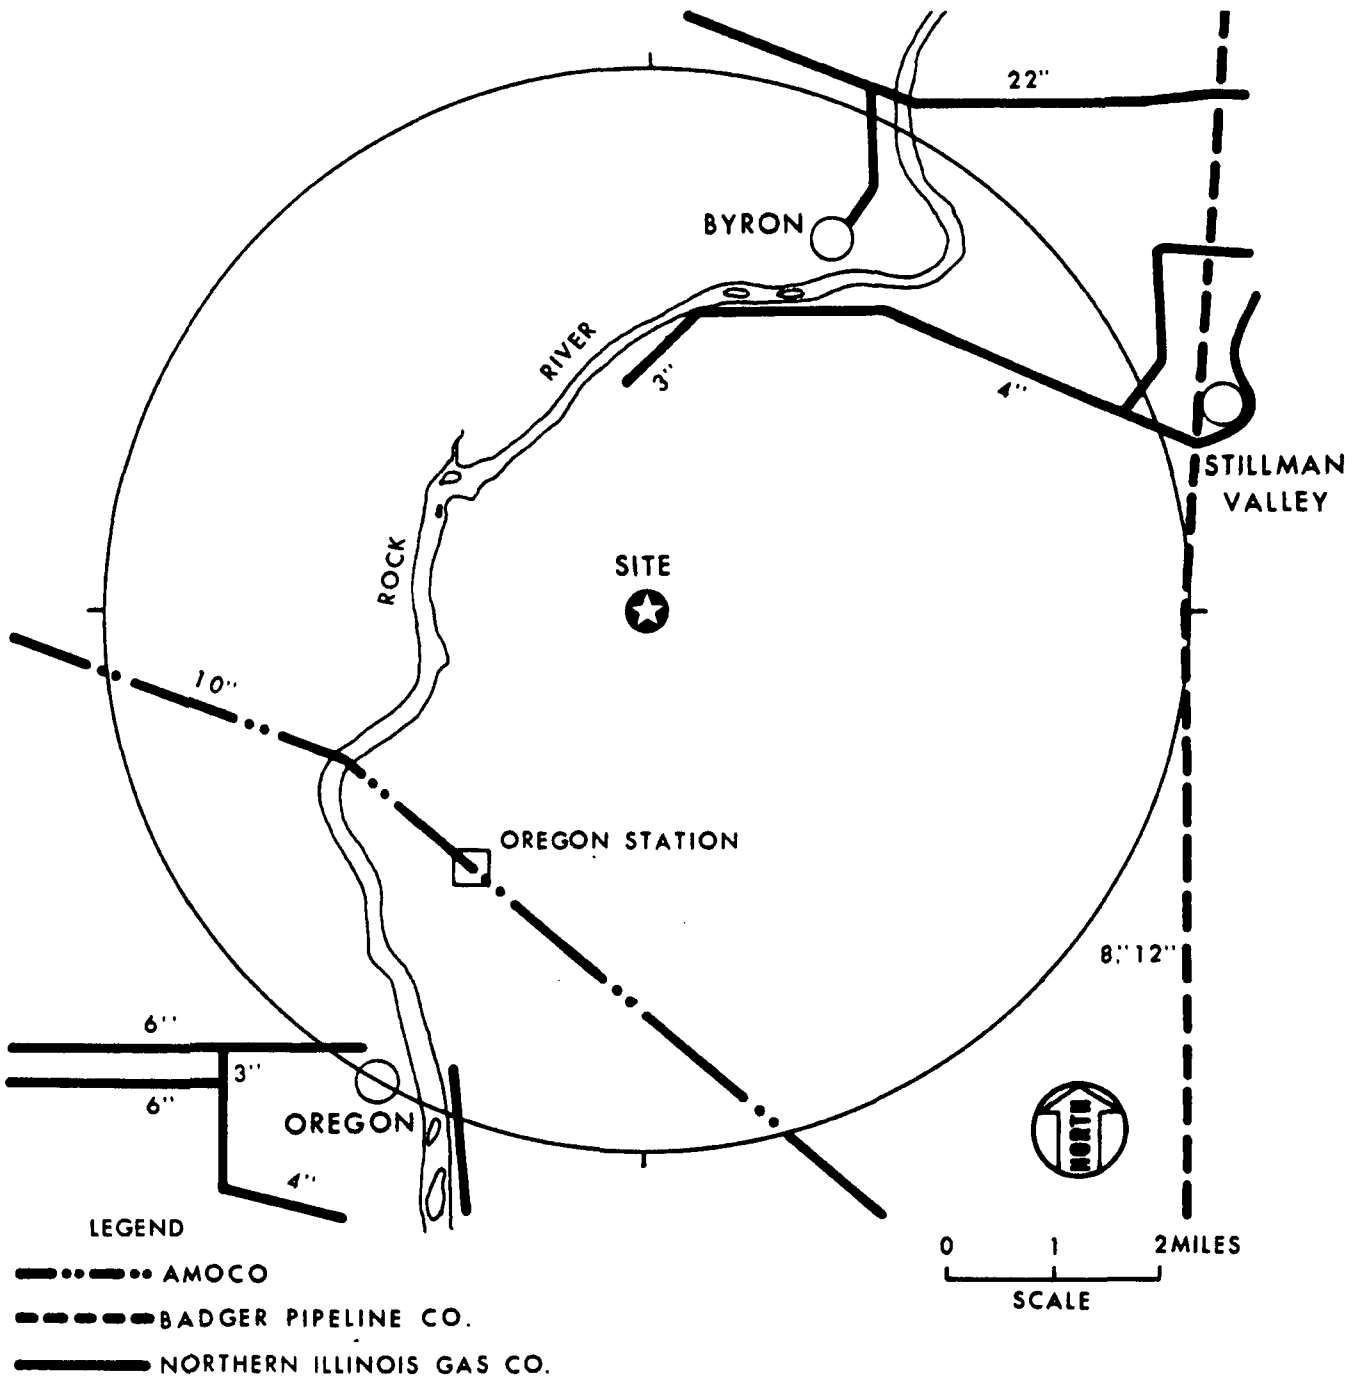 22"
BYRON
RIVER
3"
4"
STILLMAN
VALLEY
ROCK
SITE
10"
OREGON STATION
8," 12"
6"
3"
6"
OREGON
4"
NORTH
LEGEND
AMOCO
BADGER PIPELINE CO.
NORTHERN ILLINOIS GAS CO.
0 1 2 MILES
SCALE